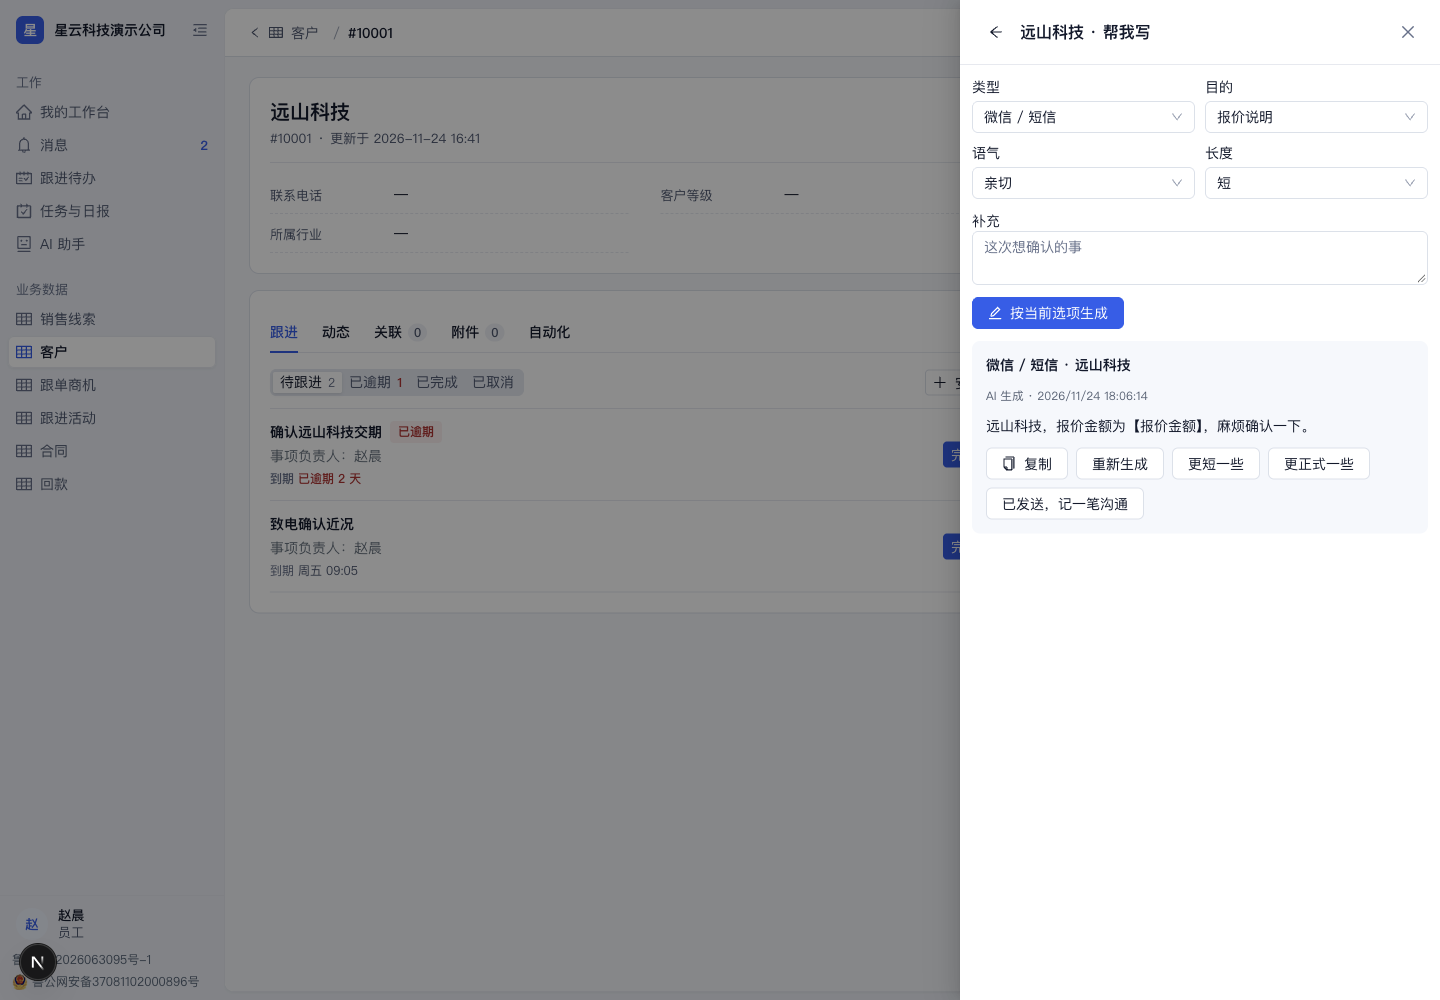 星 星云科技演示公司
工作
我的工作台
消息 2
跟进待办
任务与日报
AI 助手
业务数据
销售线索
客户
跟单商机
跟进活动
合同
回款
赵 赵晨
员工
2026063095号-1
鲁公网安备37081102000896号
N
客户 / #10001
远山科技
#10001 · 更新于 2026-11-24 16:41
联系电话 —
客户等级 —
所属行业 —
跟进 动态 关联 0 附件 0 自动化
待跟进 2 已逾期 1 已完成 已取消
确认远山科技交期 已逾期
事项负责人：赵晨
到期 已逾期 2 天
致电确认近况
事项负责人：赵晨
到期 周五 09:05
远山科技 · 帮我写
类型 目的
微信 / 短信 报价说明
语气 长度
亲切 短
补充
这次想确认的事
按当前选项生成
微信 / 短信 · 远山科技
AI 生成 · 2026/11/24 18:06:14
远山科技，报价金额为【报价金额】，麻烦确认一下。
复制 重新生成 更短一些 更正式一些
已发送，记一笔沟通